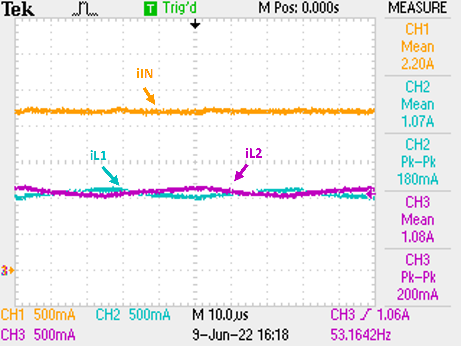 Tek T Trig'd M Pos: 0.000s MEASURE
CH1
Mean
2.20A
iIN
CH2
Mean
1.07A
CH2
Pk-Pk
180mA
iL1 iL2
CH3
Mean
1.08A
CH3
Pk-Pk
200mA
3
CH1 500mA CH2 500mA M 10.0µs CH3 1.06A
CH3 500mA 9-Jun-22 16:18 53.1642Hz